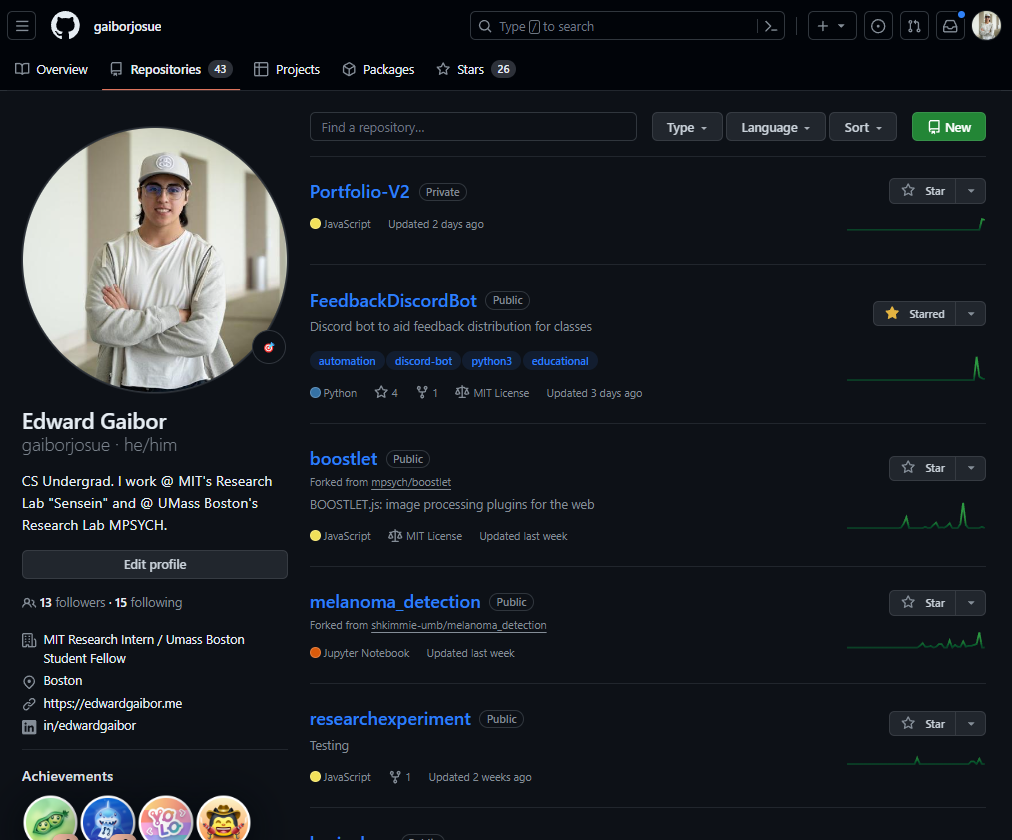 gaiborjosue
Type / to search
Overview
Repositories 43
Projects
Packages
Stars 26
Find a repository...
Type
Language
Sort
New
Edward Gaibor
gaiborjosue · he/him
CS Undergrad. I work @ MIT's Research
Lab "Sensein" and @ UMass Boston's
Research Lab MPSYCH.
Edit profile
13 followers · 15 following
MIT Research Intern / Umass Boston
Student Fellow
Boston
https://edwardgaibor.me
in/edwardgaibor
Achievements
YOLO
Portfolio-V2 Private
Star
JavaScript Updated 2 days ago
FeedbackDiscordBot Public
Starred
Discord bot to aid feedback distribution for classes
automation discord-bot python3 educational
Python 4 1 MIT License Updated 3 days ago
boostlet Public
Star
Forked from mpsych/boostlet
BOOSTLET.js: image processing plugins for the web
JavaScript MIT License Updated last week
melanoma_detection Public
Star
Forked from shkimmie-umb/melanoma_detection
Jupyter Notebook Updated last week
researchexperiment Public
Star
Testing
JavaScript 1 Updated 2 weeks ago